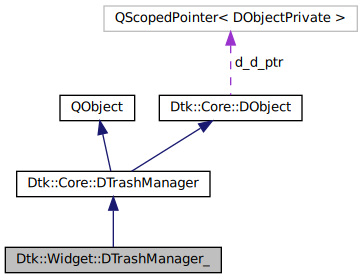 QScopedPointer< DObjectPrivate >
d_d_ptr
QObject
Dtk::Core::DObject
Dtk::Core::DTrashManager
Dtk::Widget::DTrashManager_